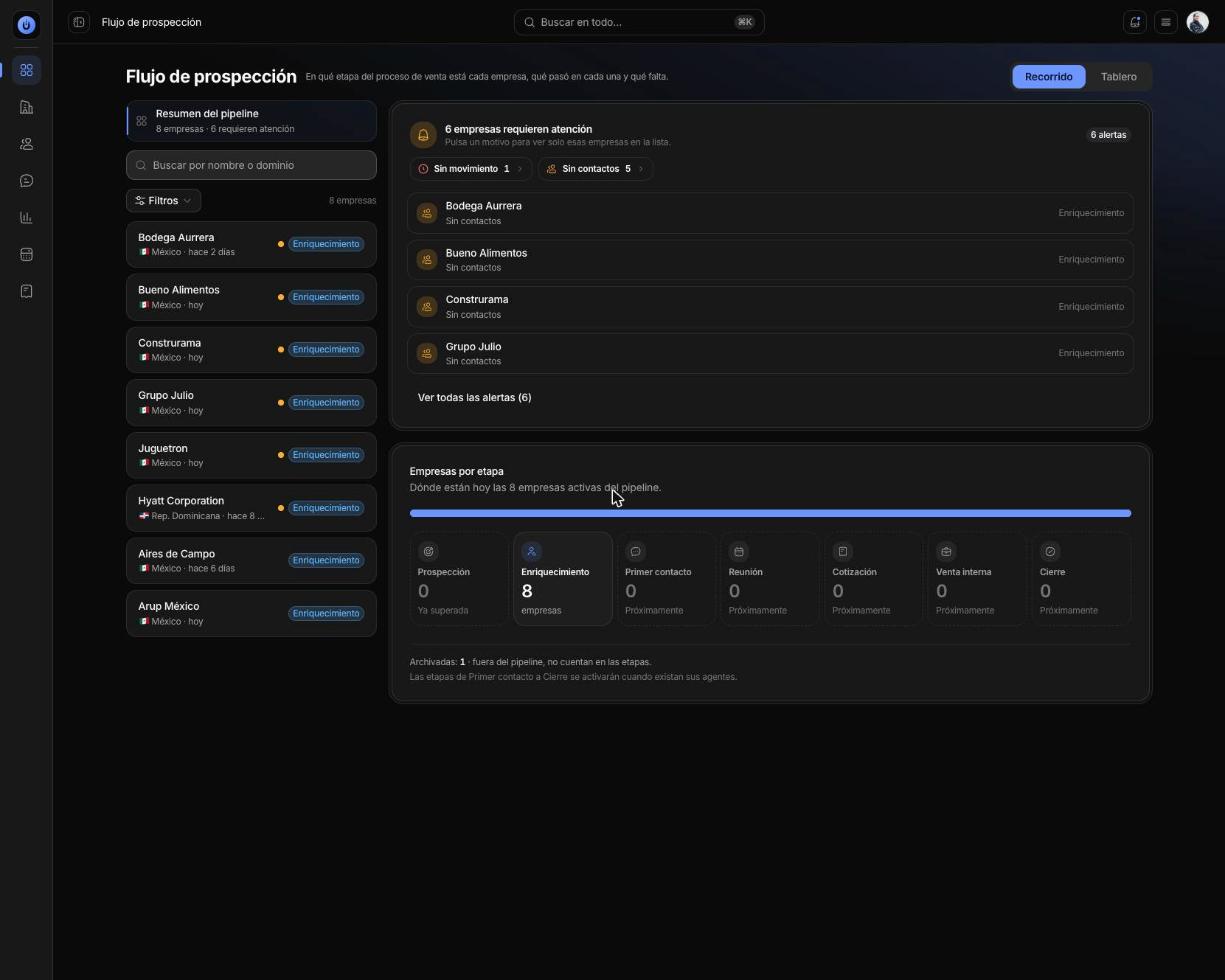 Flujo de prospección
Buscar en todo...
⌘K
Flujo de prospección
En qué etapa del proceso de venta está cada empresa, qué pasó en cada una y qué falta.
Recorrido
Tablero
Resumen del pipeline
8 empresas · 6 requieren atención
Buscar por nombre o dominio
Filtros
8 empresas
Bodega Aurrera
México · hace 2 días
Enriquecimiento
Bueno Alimentos
México · hoy
Enriquecimiento
Construrama
México · hoy
Enriquecimiento
Grupo Julio
México · hoy
Enriquecimiento
Juguetron
México · hoy
Enriquecimiento
Hyatt Corporation
Rep. Dominicana · hace 8 ...
Enriquecimiento
Aires de Campo
México · hace 6 días
Enriquecimiento
Arup México
México · hoy
Enriquecimiento
6 empresas requieren atención
Pulsa un motivo para ver solo esas empresas en la lista.
6 alertas
Sin movimiento 1
Sin contactos 5
Bodega Aurrera
Sin contactos
Enriquecimiento
Bueno Alimentos
Sin contactos
Enriquecimiento
Construrama
Sin contactos
Enriquecimiento
Grupo Julio
Sin contactos
Enriquecimiento
Ver todas las alertas (6)
Empresas por etapa
Dónde están hoy las 8 empresas activas del pipeline.
Prospección
0
Ya superada
Enriquecimiento
8
empresas
Primer contacto
0
Próximamente
Reunión
0
Próximamente
Cotización
0
Próximamente
Venta interna
0
Próximamente
Cierre
0
Próximamente
Archivadas: 1 · fuera del pipeline, no cuentan en las etapas.
Las etapas de Primer contacto a Cierre se activarán cuando existan sus agentes.